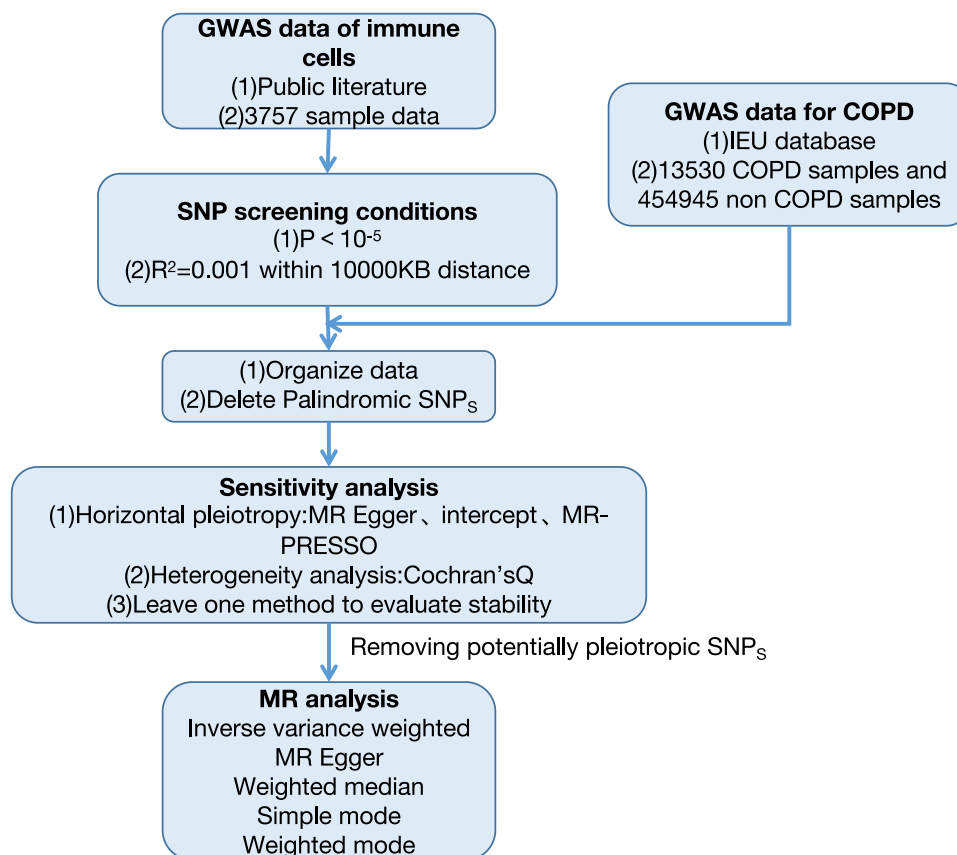 GWAS data of immune
cells
(1)Public literature
(2)3757 sample data
GWAS data for COPD
(1)IEU database
(2)13530 COPD samples and
454945 non COPD samples
SNP screening conditions
(1)P < 10⁻⁵
(2)R²=0.001 within 10000KB distance
(1)Organize data
(2)Delete Palindromic SNPₛ
Sensitivity analysis
(1)Horizontal pleiotropy:MR Egger、intercept、MR-
PRESSO
(2)Heterogeneity analysis:Cochran'sQ
(3)Leave one method to evaluate stability
Removing potentially pleiotropic SNPₛ
MR analysis
Inverse variance weighted
MR Egger
Weighted median
Simple mode
Weighted mode